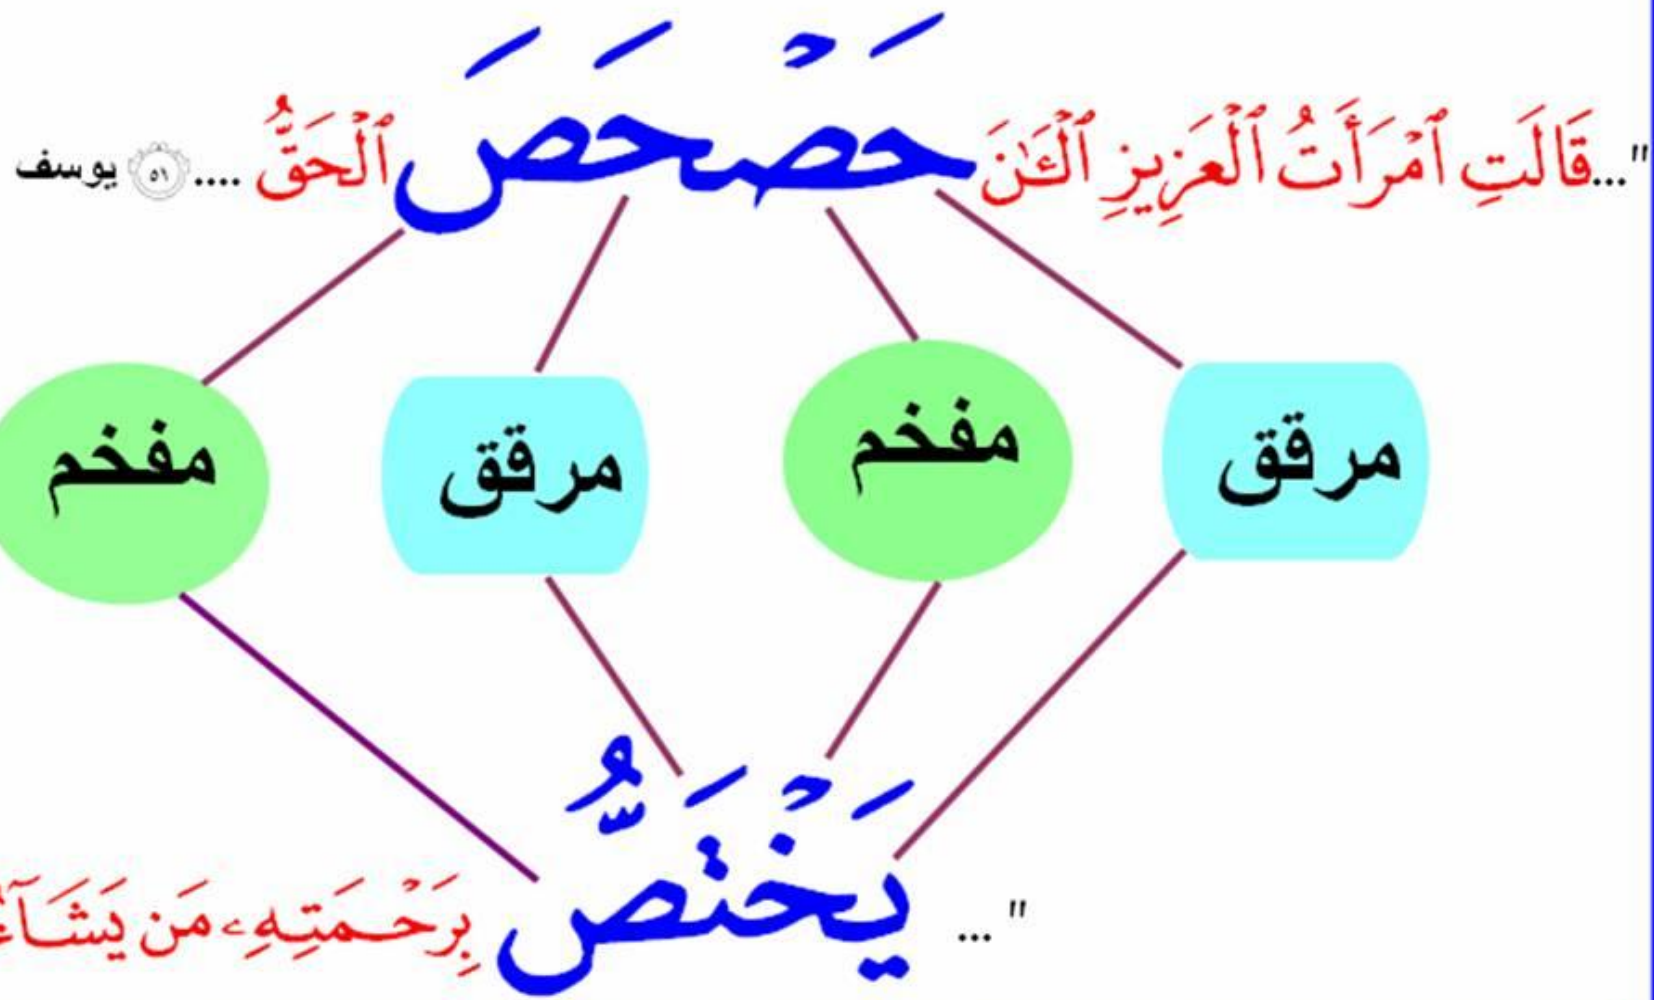 "...قَالَتِ ٱمْرَأَتُ ٱلْعَزِيزِ ٱلْـَٰٔنَ حَصْحَصَ ٱلْحَقُّ .... ٥١ يوسف
مرقق مفخم مرقق مفخم
"... يَخْتَصُّ بِرَحْمَتِهِۦ مَن يَشَآءُ